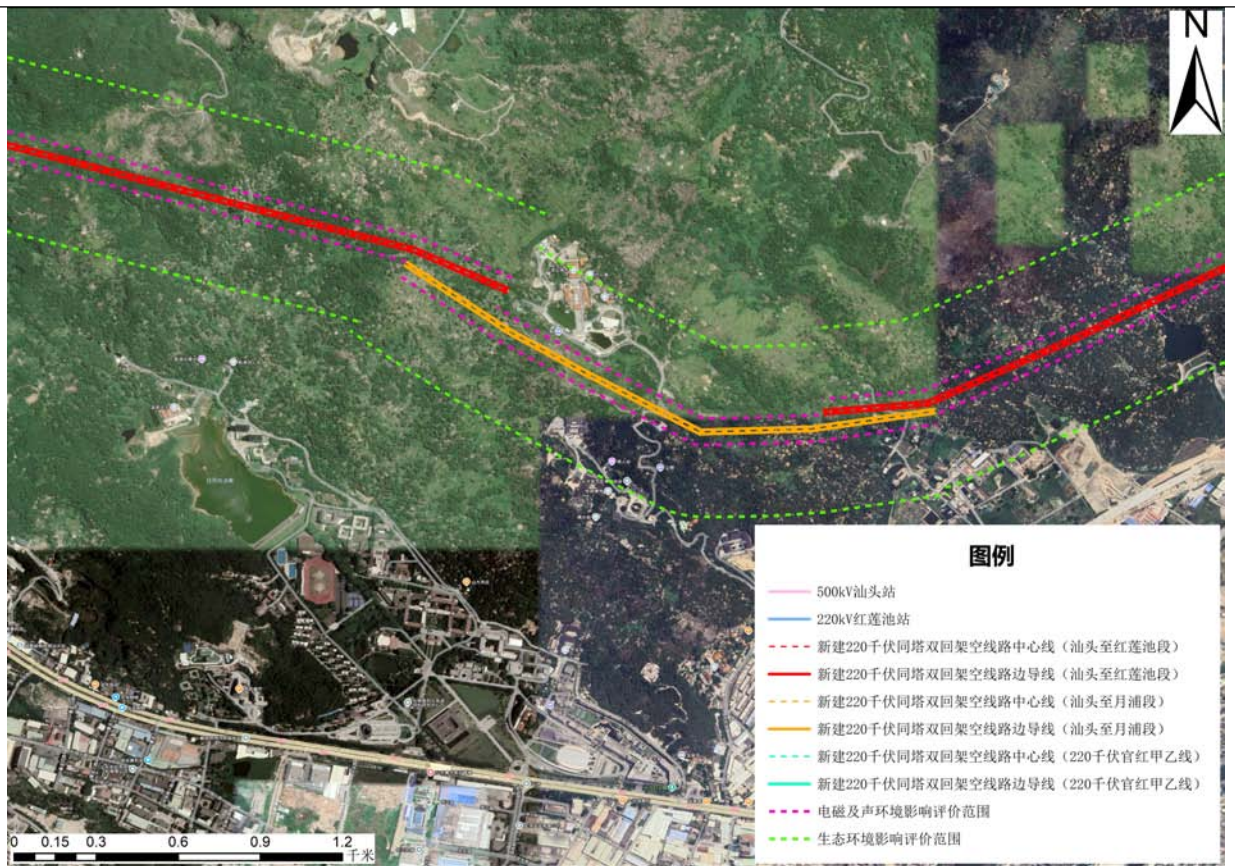 N
图例
500kV汕头站
220kV红莲池站
新建220千伏同塔双回架空线路中心线（汕头至红莲池段）
新建220千伏同塔双回架空线路边导线（汕头至红莲池段）
新建220千伏同塔双回架空线路中心线（汕头至月浦段）
新建220千伏同塔双回架空线路边导线（汕头至月浦段）
新建220千伏同塔双回架空线路中心线（220千伏官红甲乙线）
新建220千伏同塔双回架空线路边导线（220千伏官红甲乙线）
电磁及声环境影响评价范围
生态环境影响评价范围
0 0.15 0.3 0.6 0.9 1.2
千米